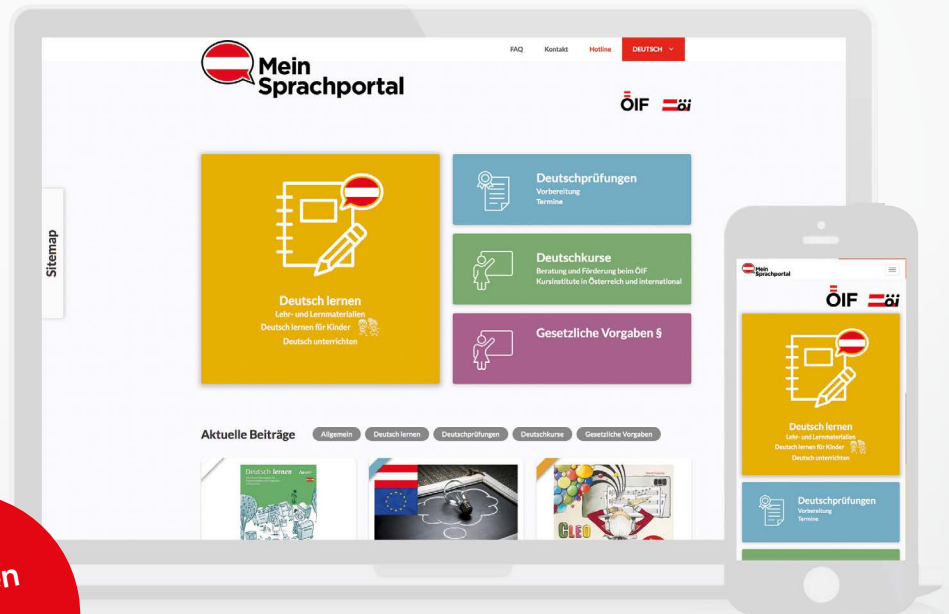 Mein
Sprachportal
FAQ Kontakt Hotline DEUTSCH
ÖIF öi
Sitemap
Deutsch lernen
Lehr- und Lernmaterialien
Deutsch lernen für Kinder
Deutsch unterrichten
Deutschprüfungen
Vorbereitung
Termine
Deutschkurse
Beratung und Förderung beim ÖIF
Kursinstitute in Österreich und international
Gesetzliche Vorgaben §
Aktuelle Beiträge Allgemein Deutsch lernen Deutschprüfungen Deutschkurse Gesetzliche Vorgaben
Deutsch lernen
CLEO
Mein
Sprachportal
ÖIF öi
Deutsch lernen
Lehr- und Lernmaterialien
Deutsch lernen für Kinder
Deutsch unterrichten
Deutschprüfungen
Vorbereitung
Termine